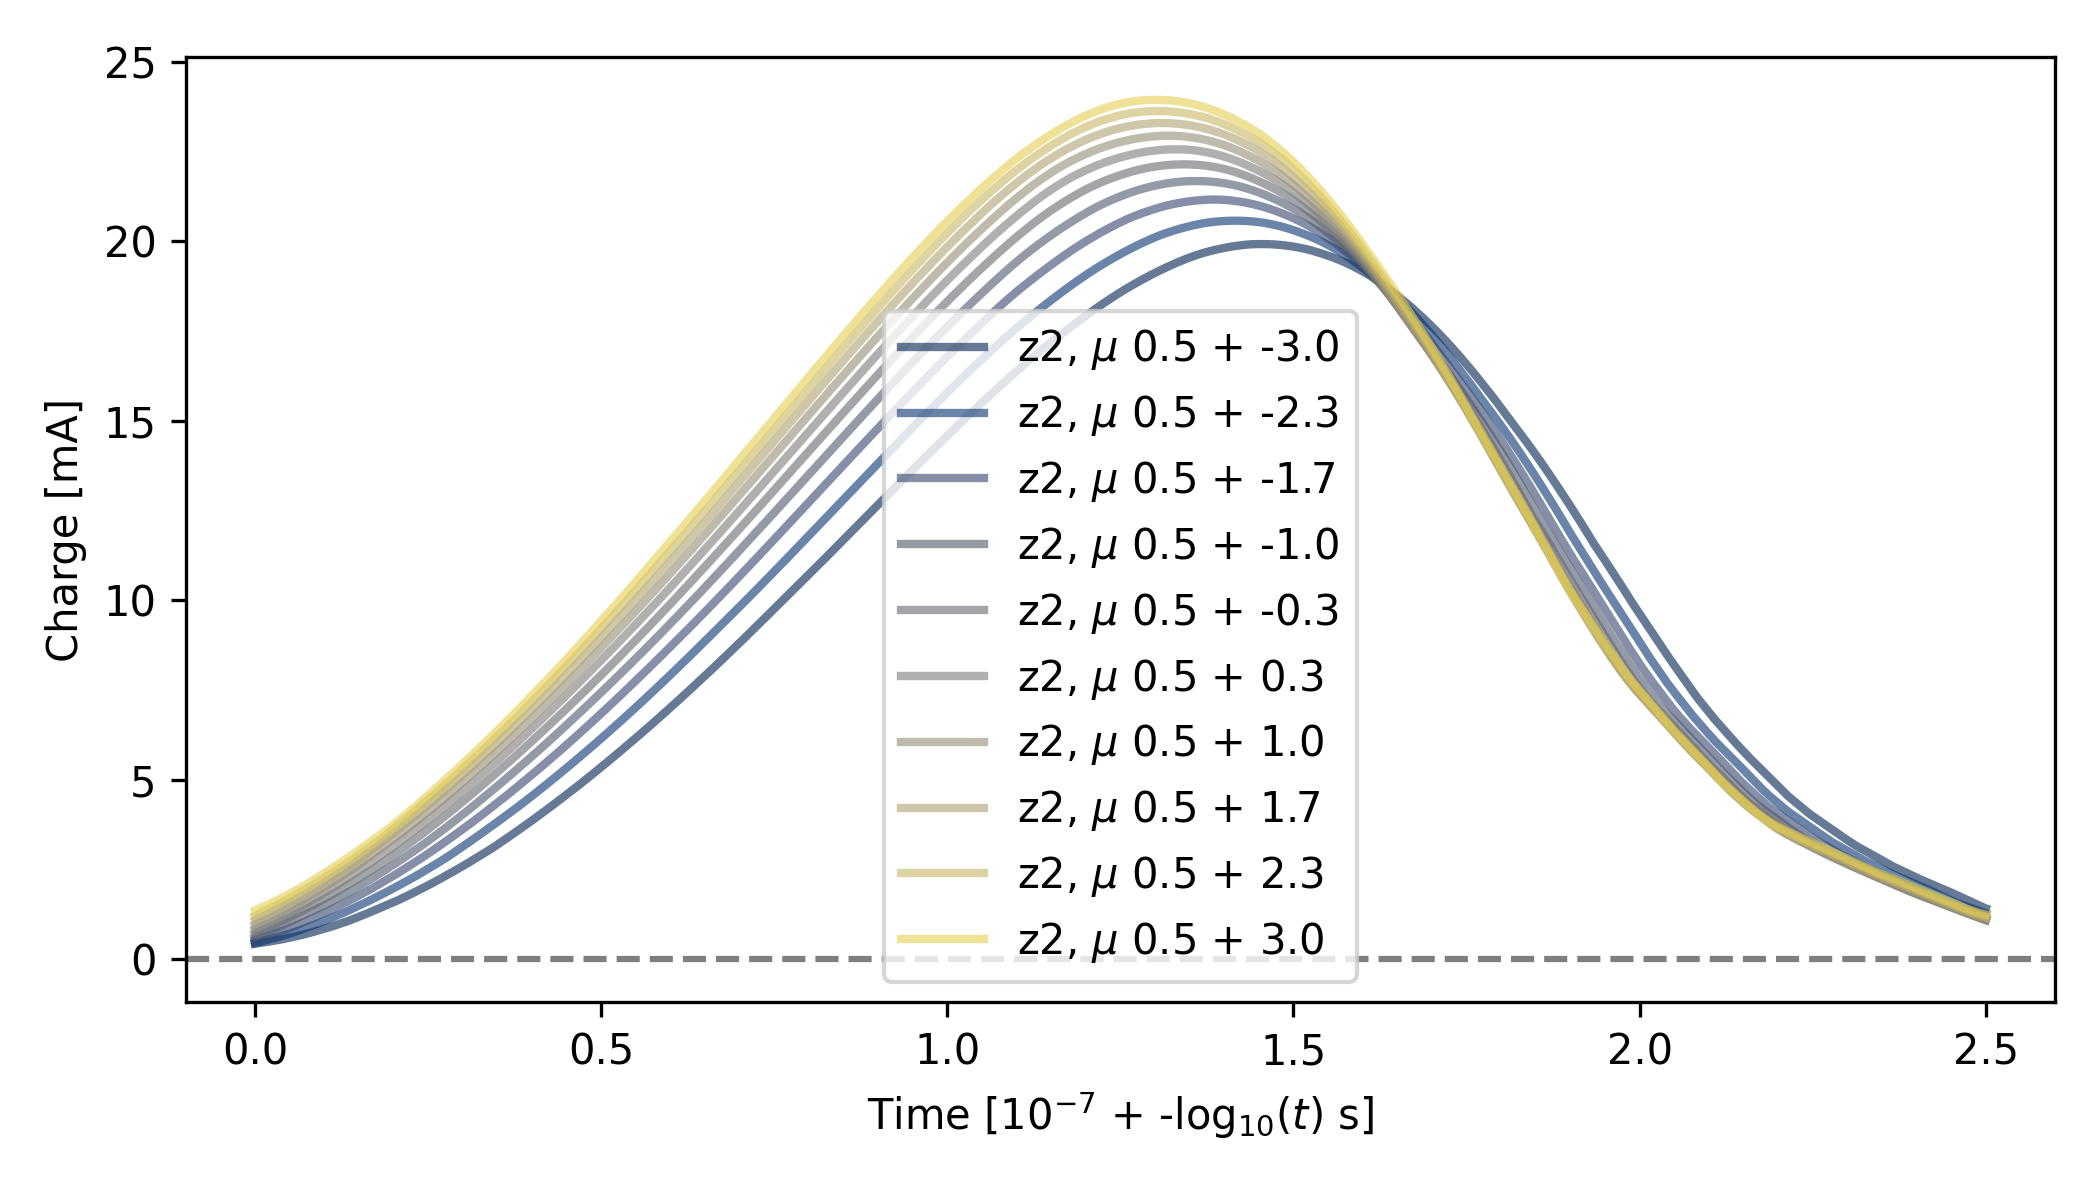 25
20
15
10
5
0
Charge [mA]
z2, μ 0.5 + -3.0
z2, μ 0.5 + -2.3
z2, μ 0.5 + -1.7
z2, μ 0.5 + -1.0
z2, μ 0.5 + -0.3
z2, μ 0.5 + 0.3
z2, μ 0.5 + 1.0
z2, μ 0.5 + 1.7
z2, μ 0.5 + 2.3
z2, μ 0.5 + 3.0
0.0 0.5 1.0 1.5 2.0 2.5
Time [10⁻⁷ + -log₁₀(t) s]